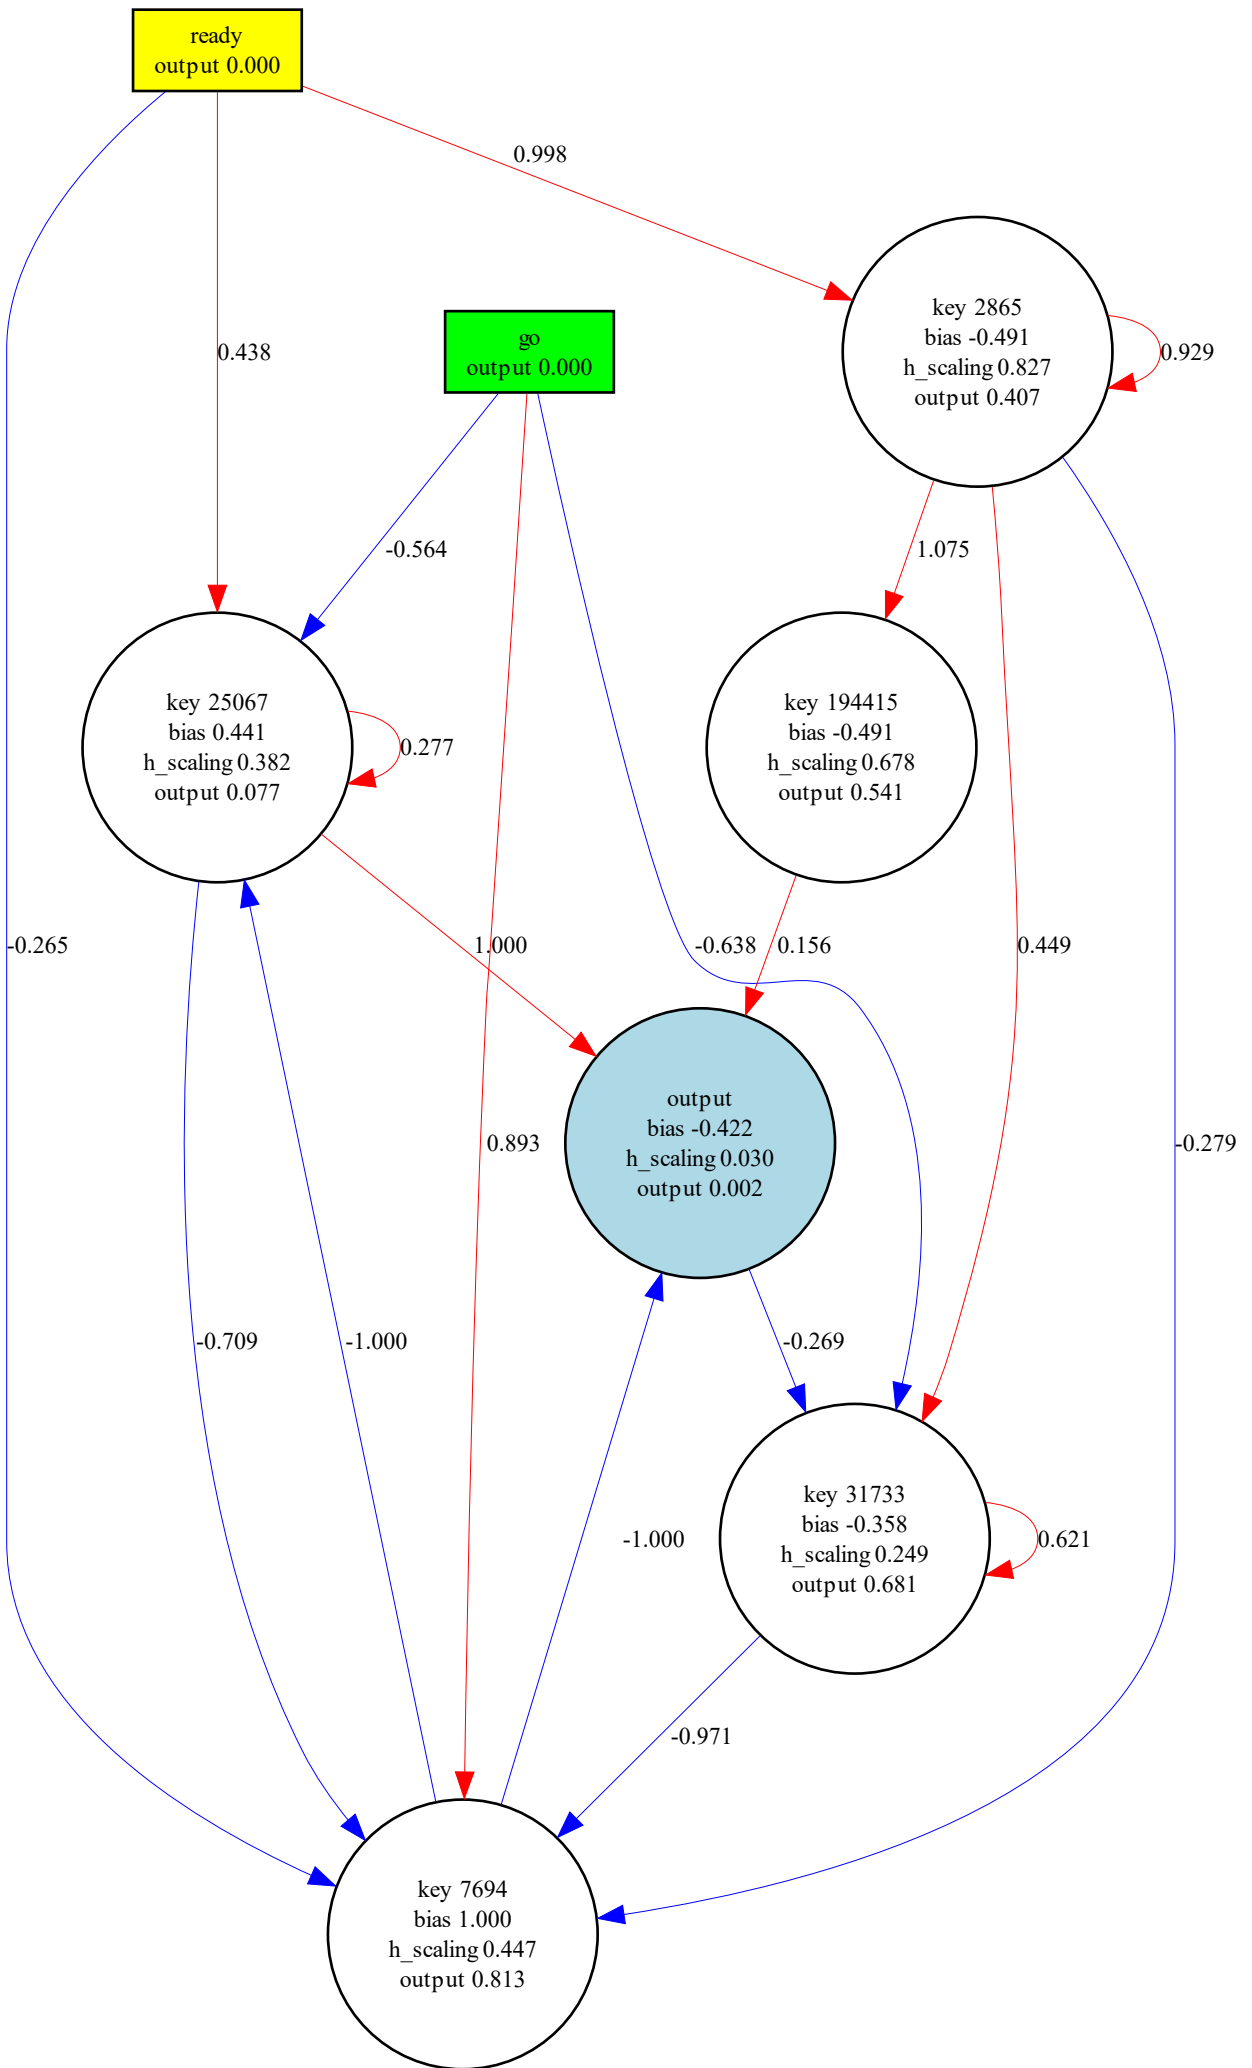 ready
output 0.000
0.998
go
output 0.000
key 2865
bias -0.491
h_scaling 0.827
output 0.407
0.929
0.438
-0.564
1.075
key 25067
bias 0.441
h_scaling 0.382
output 0.077
0.277
key 194415
bias -0.491
h_scaling 0.678
output 0.541
-0.265
1.000
-0.638
0.156
0.449
output
bias -0.422
h_scaling 0.030
output 0.002
0.893
-0.279
-0.709
-1.000
-0.269
key 31733
bias -0.358
h_scaling 0.249
output 0.681
-1.000
0.621
-0.971
key 7694
bias 1.000
h_scaling 0.447
output 0.813